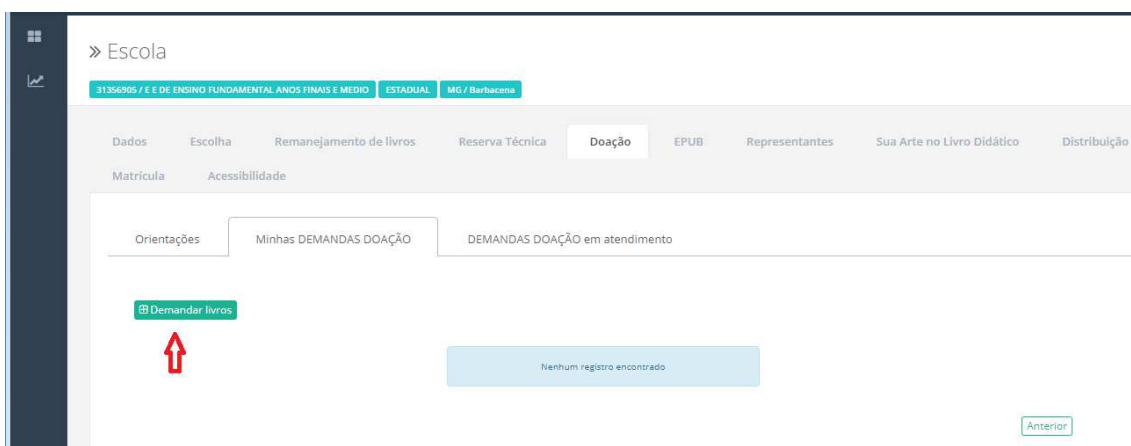 » Escola
31356905 / E E DE ENSINO FUNDAMENTAL ANOS FINAIS E MEDIO ESTADUAL MG / Barbacena
Dados Escolha Remanejamento de livros Reserva Técnica Doação EPUB Representantes Sua Arte no Livro Didático Distribuição
Matrícula Acessibilidade
Orientações Minhas DEMANDAS DOAÇÃO DEMANDAS DOAÇÃO em atendimento
Demandar livros
Nenhum registro encontrado
Anterior